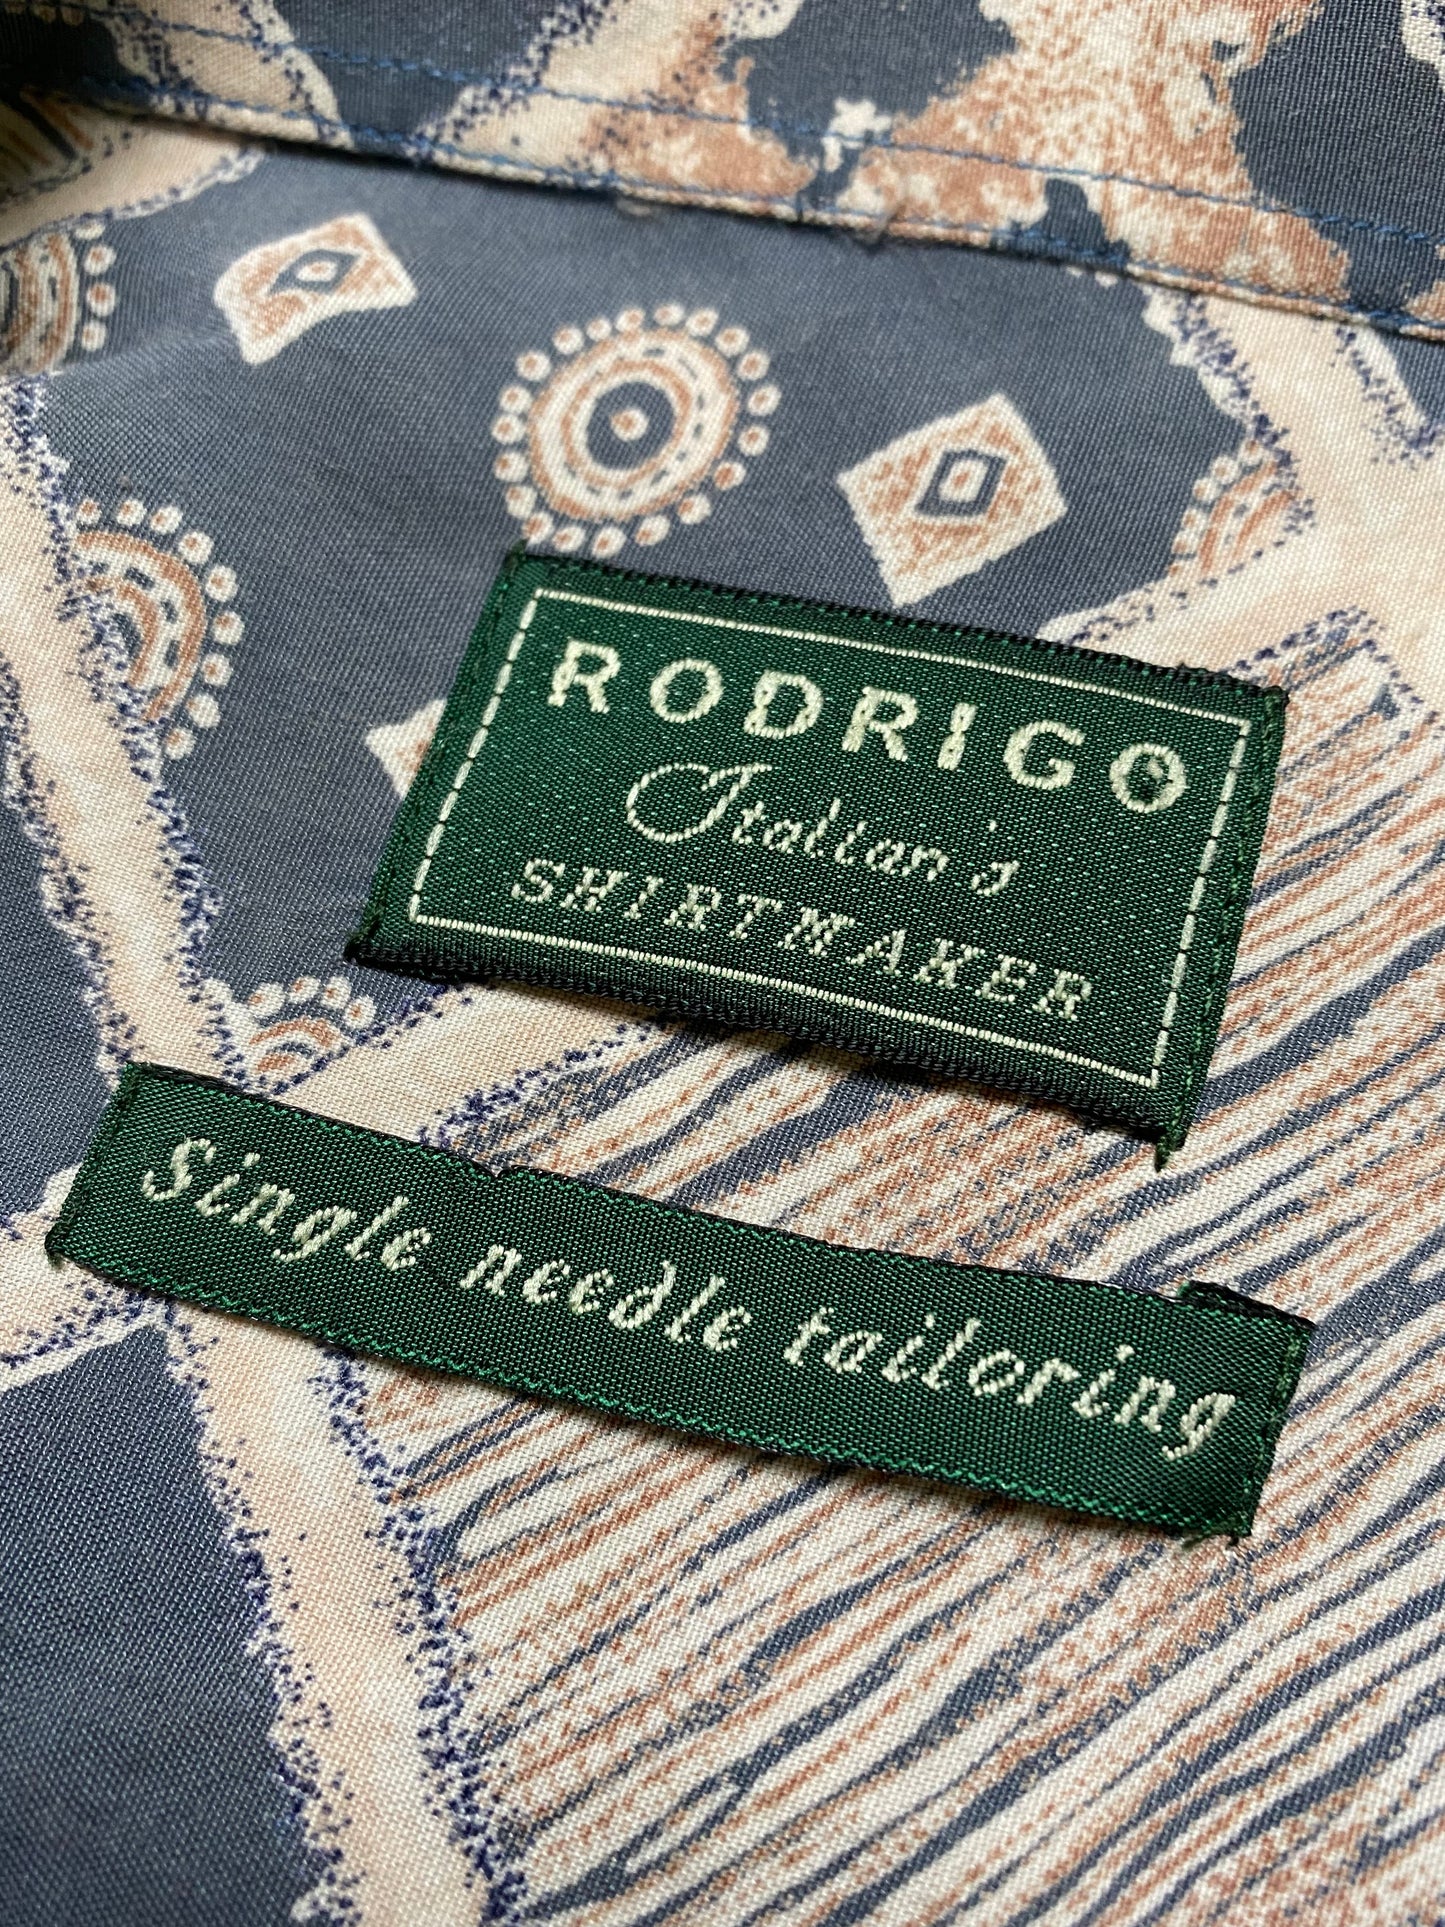 RODRIGO
Italian's
SHIRTMAKER
Single needle tailoring